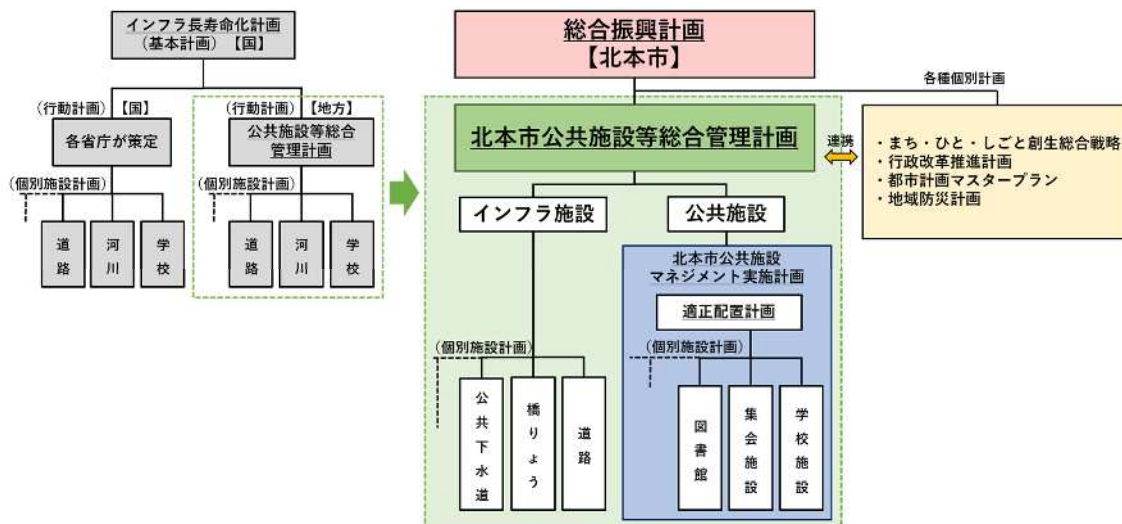 インフラ長寿命化計画
（基本計画）【国】
（行動計画）【国】
（行動計画）【地方】
各省庁が策定
公共施設等総合
管理計画
（個別施設計画）
（個別施設計画）
道路
河川
学校
道路
河川
学校
総合振興計画
【北本市】
各種個別計画
北本市公共施設等総合管理計画
連携
・まち・ひと・しごと創生総合戦略
・行政改革推進計画
・都市計画マスタープラン
・地域防災計画
インフラ施設
公共施設
北本市公共施設
マネジメント実施計画
適正配置計画
（個別施設計画）
（個別施設計画）
公共下水道
橋りょう
道路
図書館
集会施設
学校施設